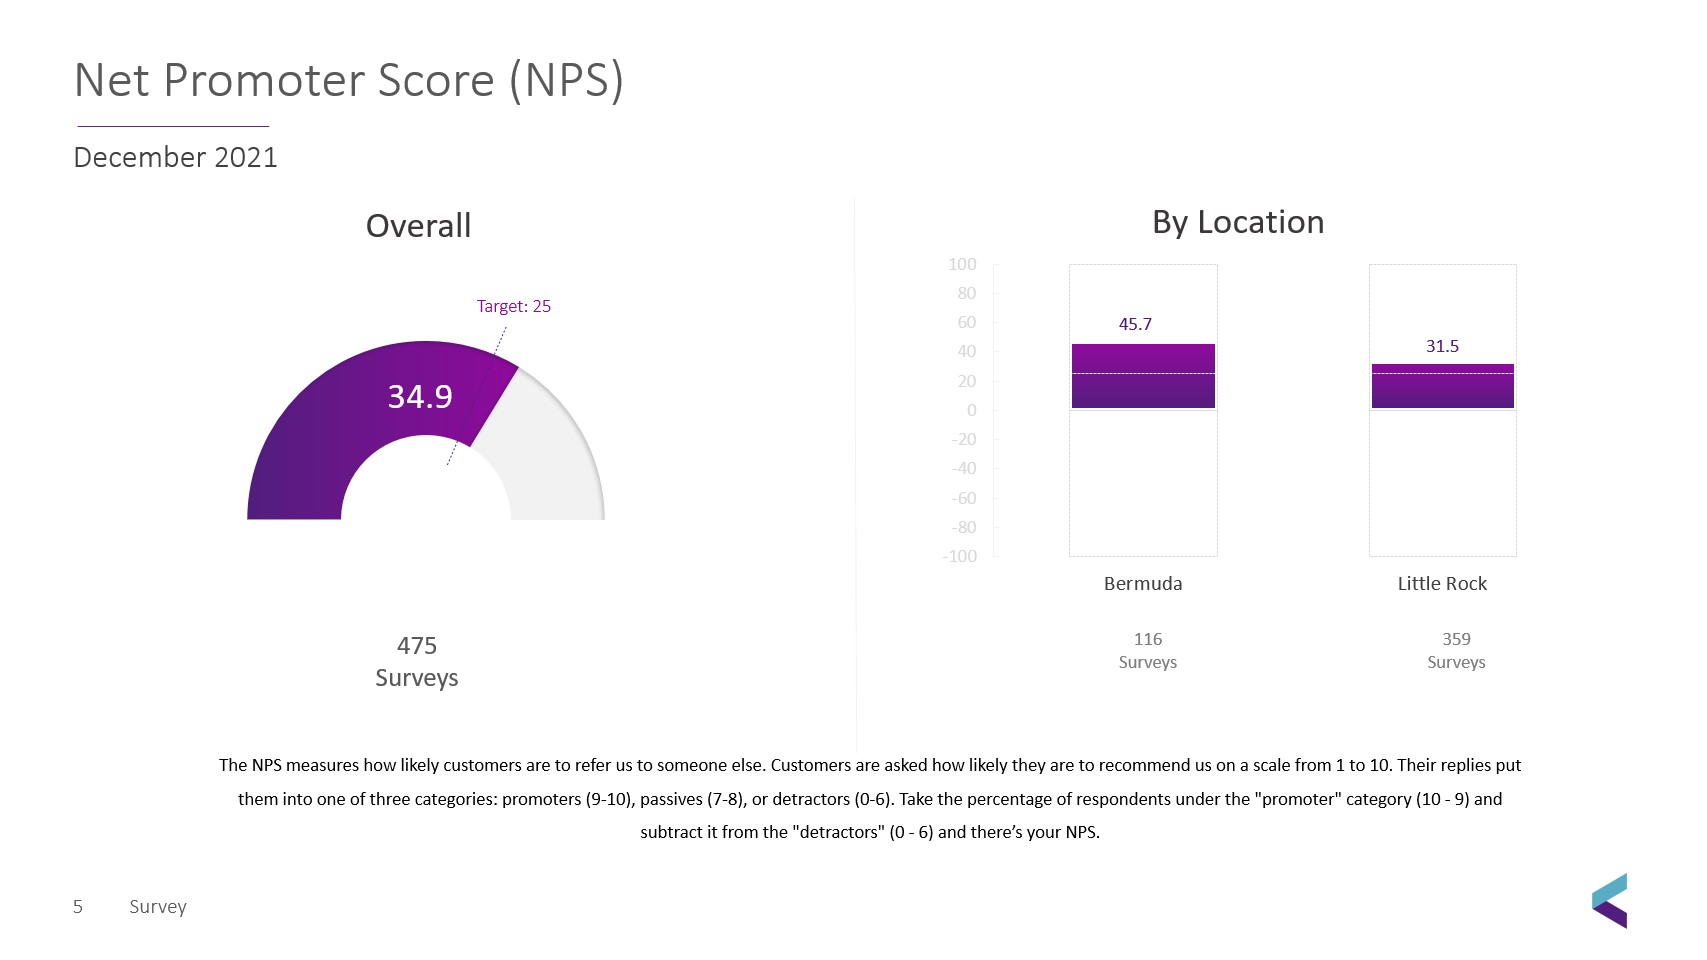 Net Promoter Score (NPS)
December 2021
Overall
Target: 25
34.9
475
Surveys
By Location
100
80
60
40
20
0
-20
-40
-60
-80
-100
45.7
31.5
Bermuda
Little Rock
116
Surveys
359
Surveys
The NPS measures how likely customers are to refer us to someone else. Customers are asked how likely they are to recommend us on a scale from 1 to 10. Their replies put
them into one of three categories: promoters (9-10), passives (7-8), or detractors (0-6). Take the percentage of respondents under the "promoter" category (10 - 9) and
subtract it from the "detractors" (0 - 6) and there’s your NPS.
5 Survey